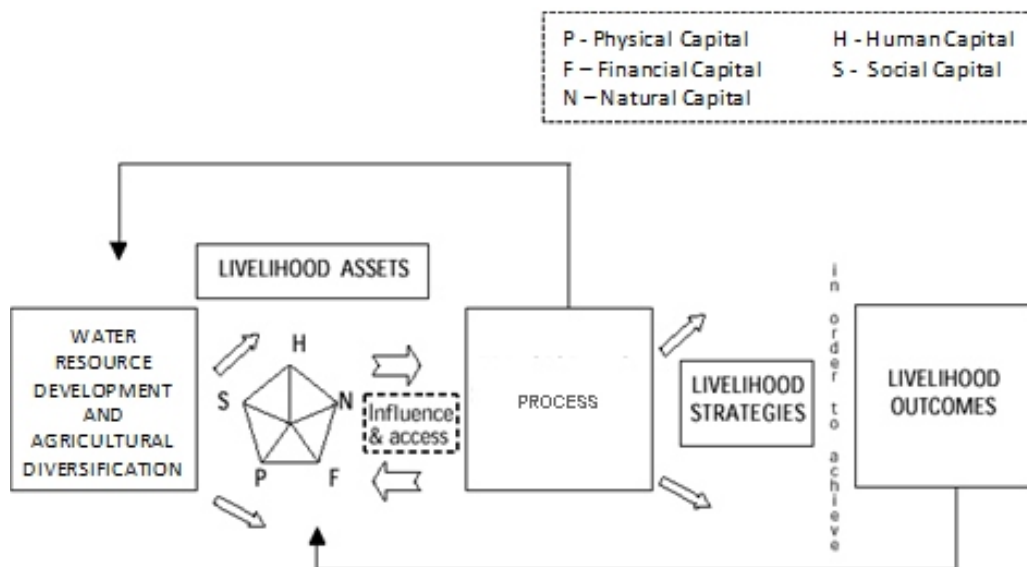 P - Physical Capital H - Human Capital
F – Financial Capital S - Social Capital
N – Natural Capital
LIVELIHOOD ASSETS
WATER
RESOURCE
DEVELOPMENT
AND
AGRICULTURAL
DIVERSIFICATION
H
S
N
P
F
Influence
& access
PROCESS
LIVELIHOOD
STRATEGIES
in order to achieve
LIVELIHOOD
OUTCOMES